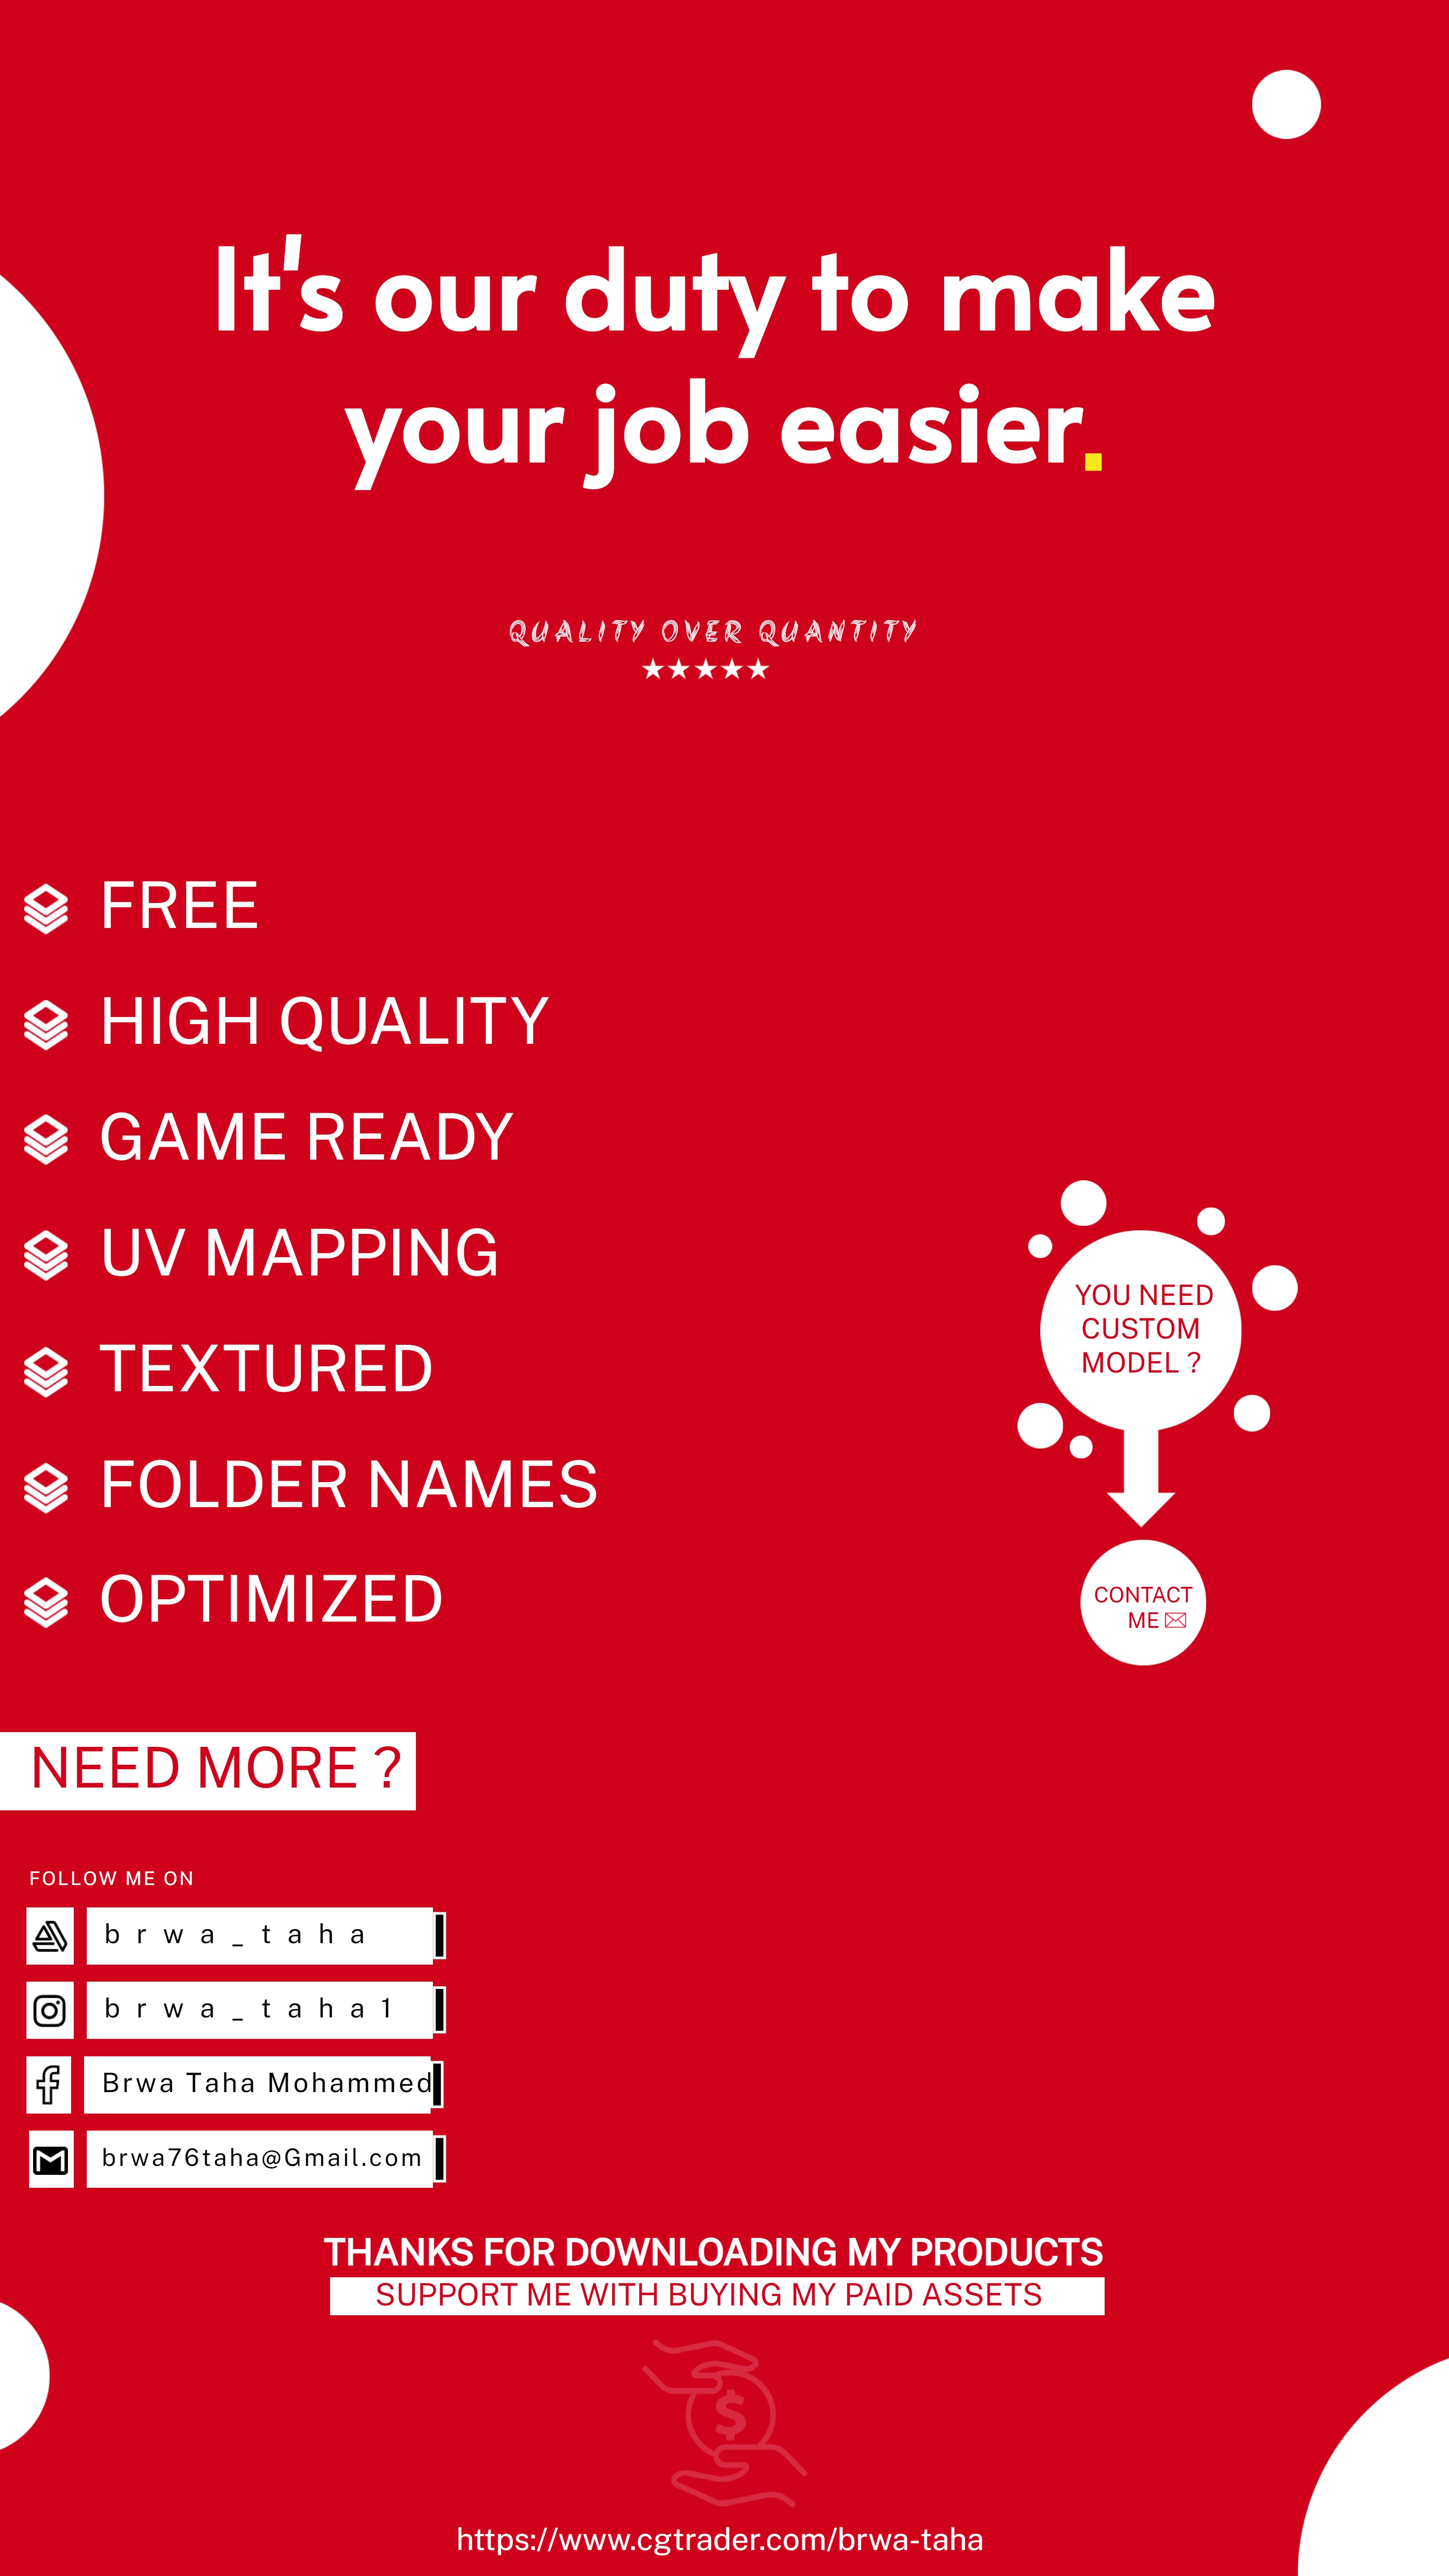 It's our duty to make
your job easier.
QUALITY OVER QUANTITY
★★★★★
FREE
HIGH QUALITY
GAME READY
UV MAPPING
TEXTURED
FOLDER NAMES
OPTIMIZED
YOU NEED
CUSTOM
MODEL ?
CONTACT
ME
NEED MORE ?
FOLLOW ME ON
brwa_taha
brwa_taha1
Brwa Taha Mohammed
brwa76taha@Gmail.com
THANKS FOR DOWNLOADING MY PRODUCTS
SUPPORT ME WITH BUYING MY PAID ASSETS
$
https://www.cgtrader.com/brwa-taha